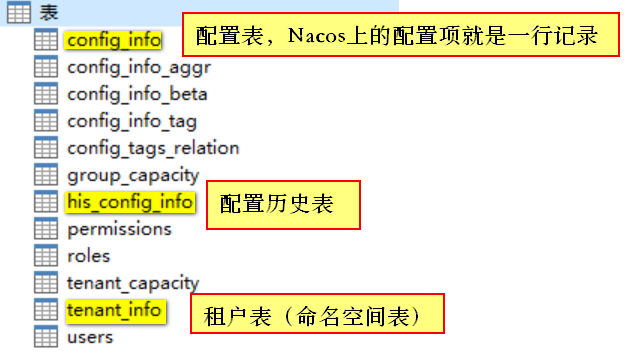 表
config_info
配置表，Nacos上的配置项就是一行记录
config_info_aggr
config_info_beta
config_info_tag
config_tags_relation
group_capacity
his_config_info
配置历史表
permissions
roles
tenant_capacity
tenant_info
租户表（命名空间表）
users